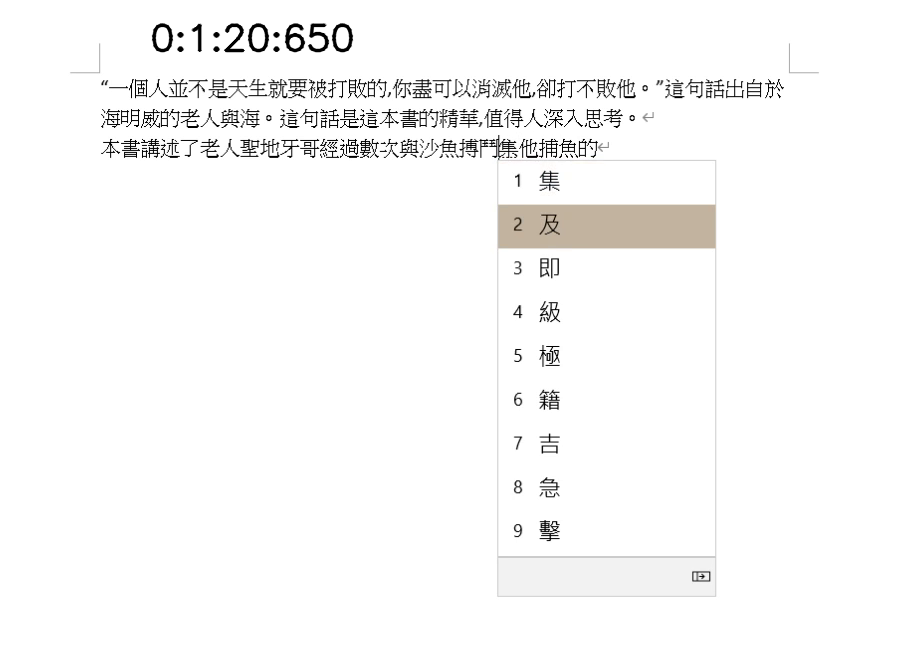 0:1:20:650
“一個人並不是天生就要被打敗的,你盡可以消滅他,卻打不敗他。”這句話出自於
海明威的老人與海。這句話是這本書的精華,值得人深入思考。↵
本書講述了老人聖地牙哥經過數次與沙魚搏鬥集他捕魚的↵
1 集
2 及
3 即
4 級
5 極
6 籍
7 吉
8 急
9 擊